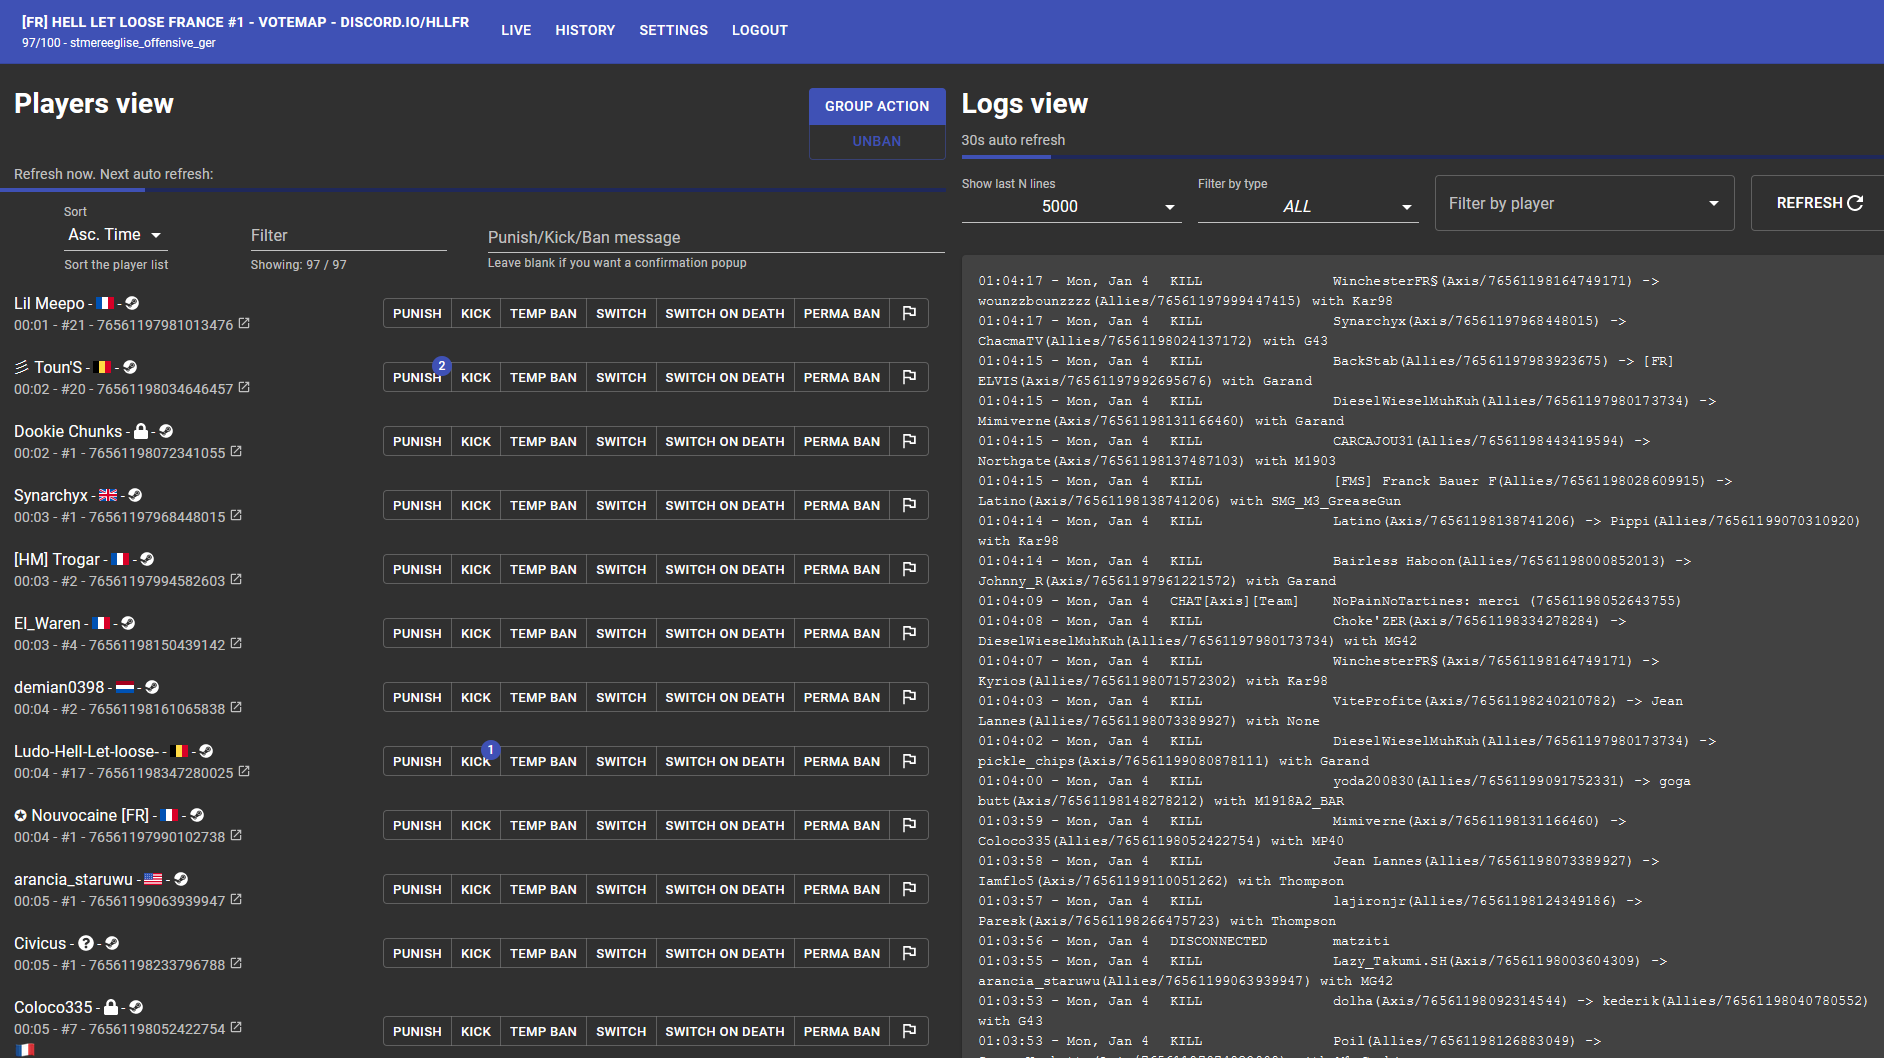 [FR] HELL LET LOOSE FRANCE #1 - VOTEMAP - DISCORD.IO/HLLFR
97/100 - stmereeglise_offensive_ger
LIVE HISTORY SETTINGS LOGOUT
Players view
GROUP ACTION
UNBAN
Refresh now. Next auto refresh:
Sort
Asc. Time
Sort the player list
Filter
Showing: 97 / 97
Punish/Kick/Ban message
Leave blank if you want a confirmation popup
Lil Meepo - -
00:01 - #21 - 76561197981013476
PUNISH KICK TEMP BAN SWITCH SWITCH ON DEATH PERMA BAN
彡 Toun'S - -
00:02 - #20 - 76561198034646457
2
PUNISH KICK TEMP BAN SWITCH SWITCH ON DEATH PERMA BAN
Dookie Chunks - -
00:02 - #1 - 76561198072341055
PUNISH KICK TEMP BAN SWITCH SWITCH ON DEATH PERMA BAN
Synarchyx - -
00:03 - #1 - 76561197968448015
PUNISH KICK TEMP BAN SWITCH SWITCH ON DEATH PERMA BAN
[HM] Trogar - -
00:03 - #2 - 76561197994582603
PUNISH KICK TEMP BAN SWITCH SWITCH ON DEATH PERMA BAN
El_Waren - -
00:03 - #4 - 76561198150439142
PUNISH KICK TEMP BAN SWITCH SWITCH ON DEATH PERMA BAN
demian0398 - -
00:04 - #2 - 76561198161065838
PUNISH KICK TEMP BAN SWITCH SWITCH ON DEATH PERMA BAN
Ludo-Hell-Let-loose- - -
00:04 - #17 - 76561198347280025
1
PUNISH KICK TEMP BAN SWITCH SWITCH ON DEATH PERMA BAN
✪ Nouvocaine [FR] - -
00:04 - #1 - 76561197990102738
PUNISH KICK TEMP BAN SWITCH SWITCH ON DEATH PERMA BAN
arancia_staruwu - -
00:05 - #1 - 76561199063939947
PUNISH KICK TEMP BAN SWITCH SWITCH ON DEATH PERMA BAN
Civicus - ? -
00:05 - #1 - 76561198233796788
PUNISH KICK TEMP BAN SWITCH SWITCH ON DEATH PERMA BAN
Coloco335 - -
00:05 - #7 - 76561198052422754
PUNISH KICK TEMP BAN SWITCH SWITCH ON DEATH PERMA BAN
Logs view
30s auto refresh
Show last N lines
5000
Filter by type
ALL
Filter by player
REFRESH
01:04:17 - Mon, Jan 4 KILL WinchesterFR$(Axis/76561198164749171) ->
wounzzbounzzzz(Allies/76561197999447415) with Kar98
01:04:17 - Mon, Jan 4 KILL Synarchyx(Axis/76561197968448015) ->
ChacmaTV(Allies/76561198024137172) with G43
01:04:15 - Mon, Jan 4 KILL BackStab(Allies/76561197983923675) -> [FR]
ELVIS(Axis/76561197992695676) with Garand
01:04:15 - Mon, Jan 4 KILL DieselWieselMuhKuh(Allies/76561197980173734) ->
Mimiverne(Axis/76561198131166460) with Garand
01:04:15 - Mon, Jan 4 KILL CARCAJOU31(Allies/76561198443419594) ->
Northgate(Axis/76561198137487103) with M1903
01:04:15 - Mon, Jan 4 KILL [FMS] Franck Bauer F(Allies/76561198028609915) ->
Latino(Axis/76561198138741206) with SMG_M3_GreaseGun
01:04:14 - Mon, Jan 4 KILL Latino(Axis/76561198138741206) -> Pippi(Allies/76561199070310920)
with Kar98
01:04:14 - Mon, Jan 4 KILL Bairless Haboon(Allies/76561198000852013) ->
Johnny_R(Axis/76561197961221572) with Garand
01:04:09 - Mon, Jan 4 CHAT[Axis][Team] NoPainNoTartines: merci (76561198052643755)
01:04:08 - Mon, Jan 4 KILL Choke'ZER(Axis/76561198334278284) ->
DieselWieselMuhKuh(Allies/76561197980173734) with MG42
01:04:07 - Mon, Jan 4 KILL WinchesterFR$(Axis/76561198164749171) ->
Kyrios(Allies/76561198071572302) with Kar98
01:04:03 - Mon, Jan 4 KILL ViteProfite(Axis/76561198240210782) -> Jean
Lannes(Allies/76561198073389927) with None
01:04:02 - Mon, Jan 4 KILL DieselWieselMuhKuh(Allies/76561197980173734) ->
pickle_chips(Axis/76561199080878111) with Garand
01:04:00 - Mon, Jan 4 KILL yoda200830(Allies/76561199091752331) -> goga
butt(Axis/76561198148278212) with M1918A2_BAR
01:03:59 - Mon, Jan 4 KILL Mimiverne(Axis/76561198131166460) ->
Coloco335(Allies/76561198052422754) with MP40
01:03:58 - Mon, Jan 4 KILL Jean Lannes(Allies/76561198073389927) ->
Iamflo5(Axis/76561199110051262) with Thompson
01:03:57 - Mon, Jan 4 KILL lajironjr(Allies/76561198124349186) ->
Paresk(Axis/76561198266475723) with Thompson
01:03:56 - Mon, Jan 4 DISCONNECTED matziti
01:03:55 - Mon, Jan 4 KILL Lazy_Takumi.SH(Axis/76561198003604309) ->
arancia_staruwu(Allies/76561199063939947) with MG42
01:03:53 - Mon, Jan 4 KILL dolha(Axis/76561198092314544) -> kederik(Allies/76561198040780552)
with G43
01:03:53 - Mon, Jan 4 KILL Poil(Allies/76561198126883049) ->